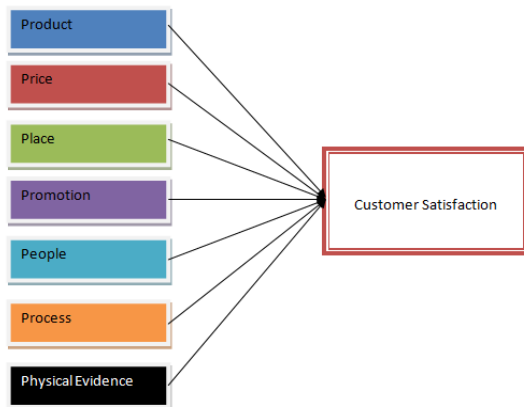 Product
Price
Place
Promotion
Customer Satisfaction
People
Process
Physical Evidence